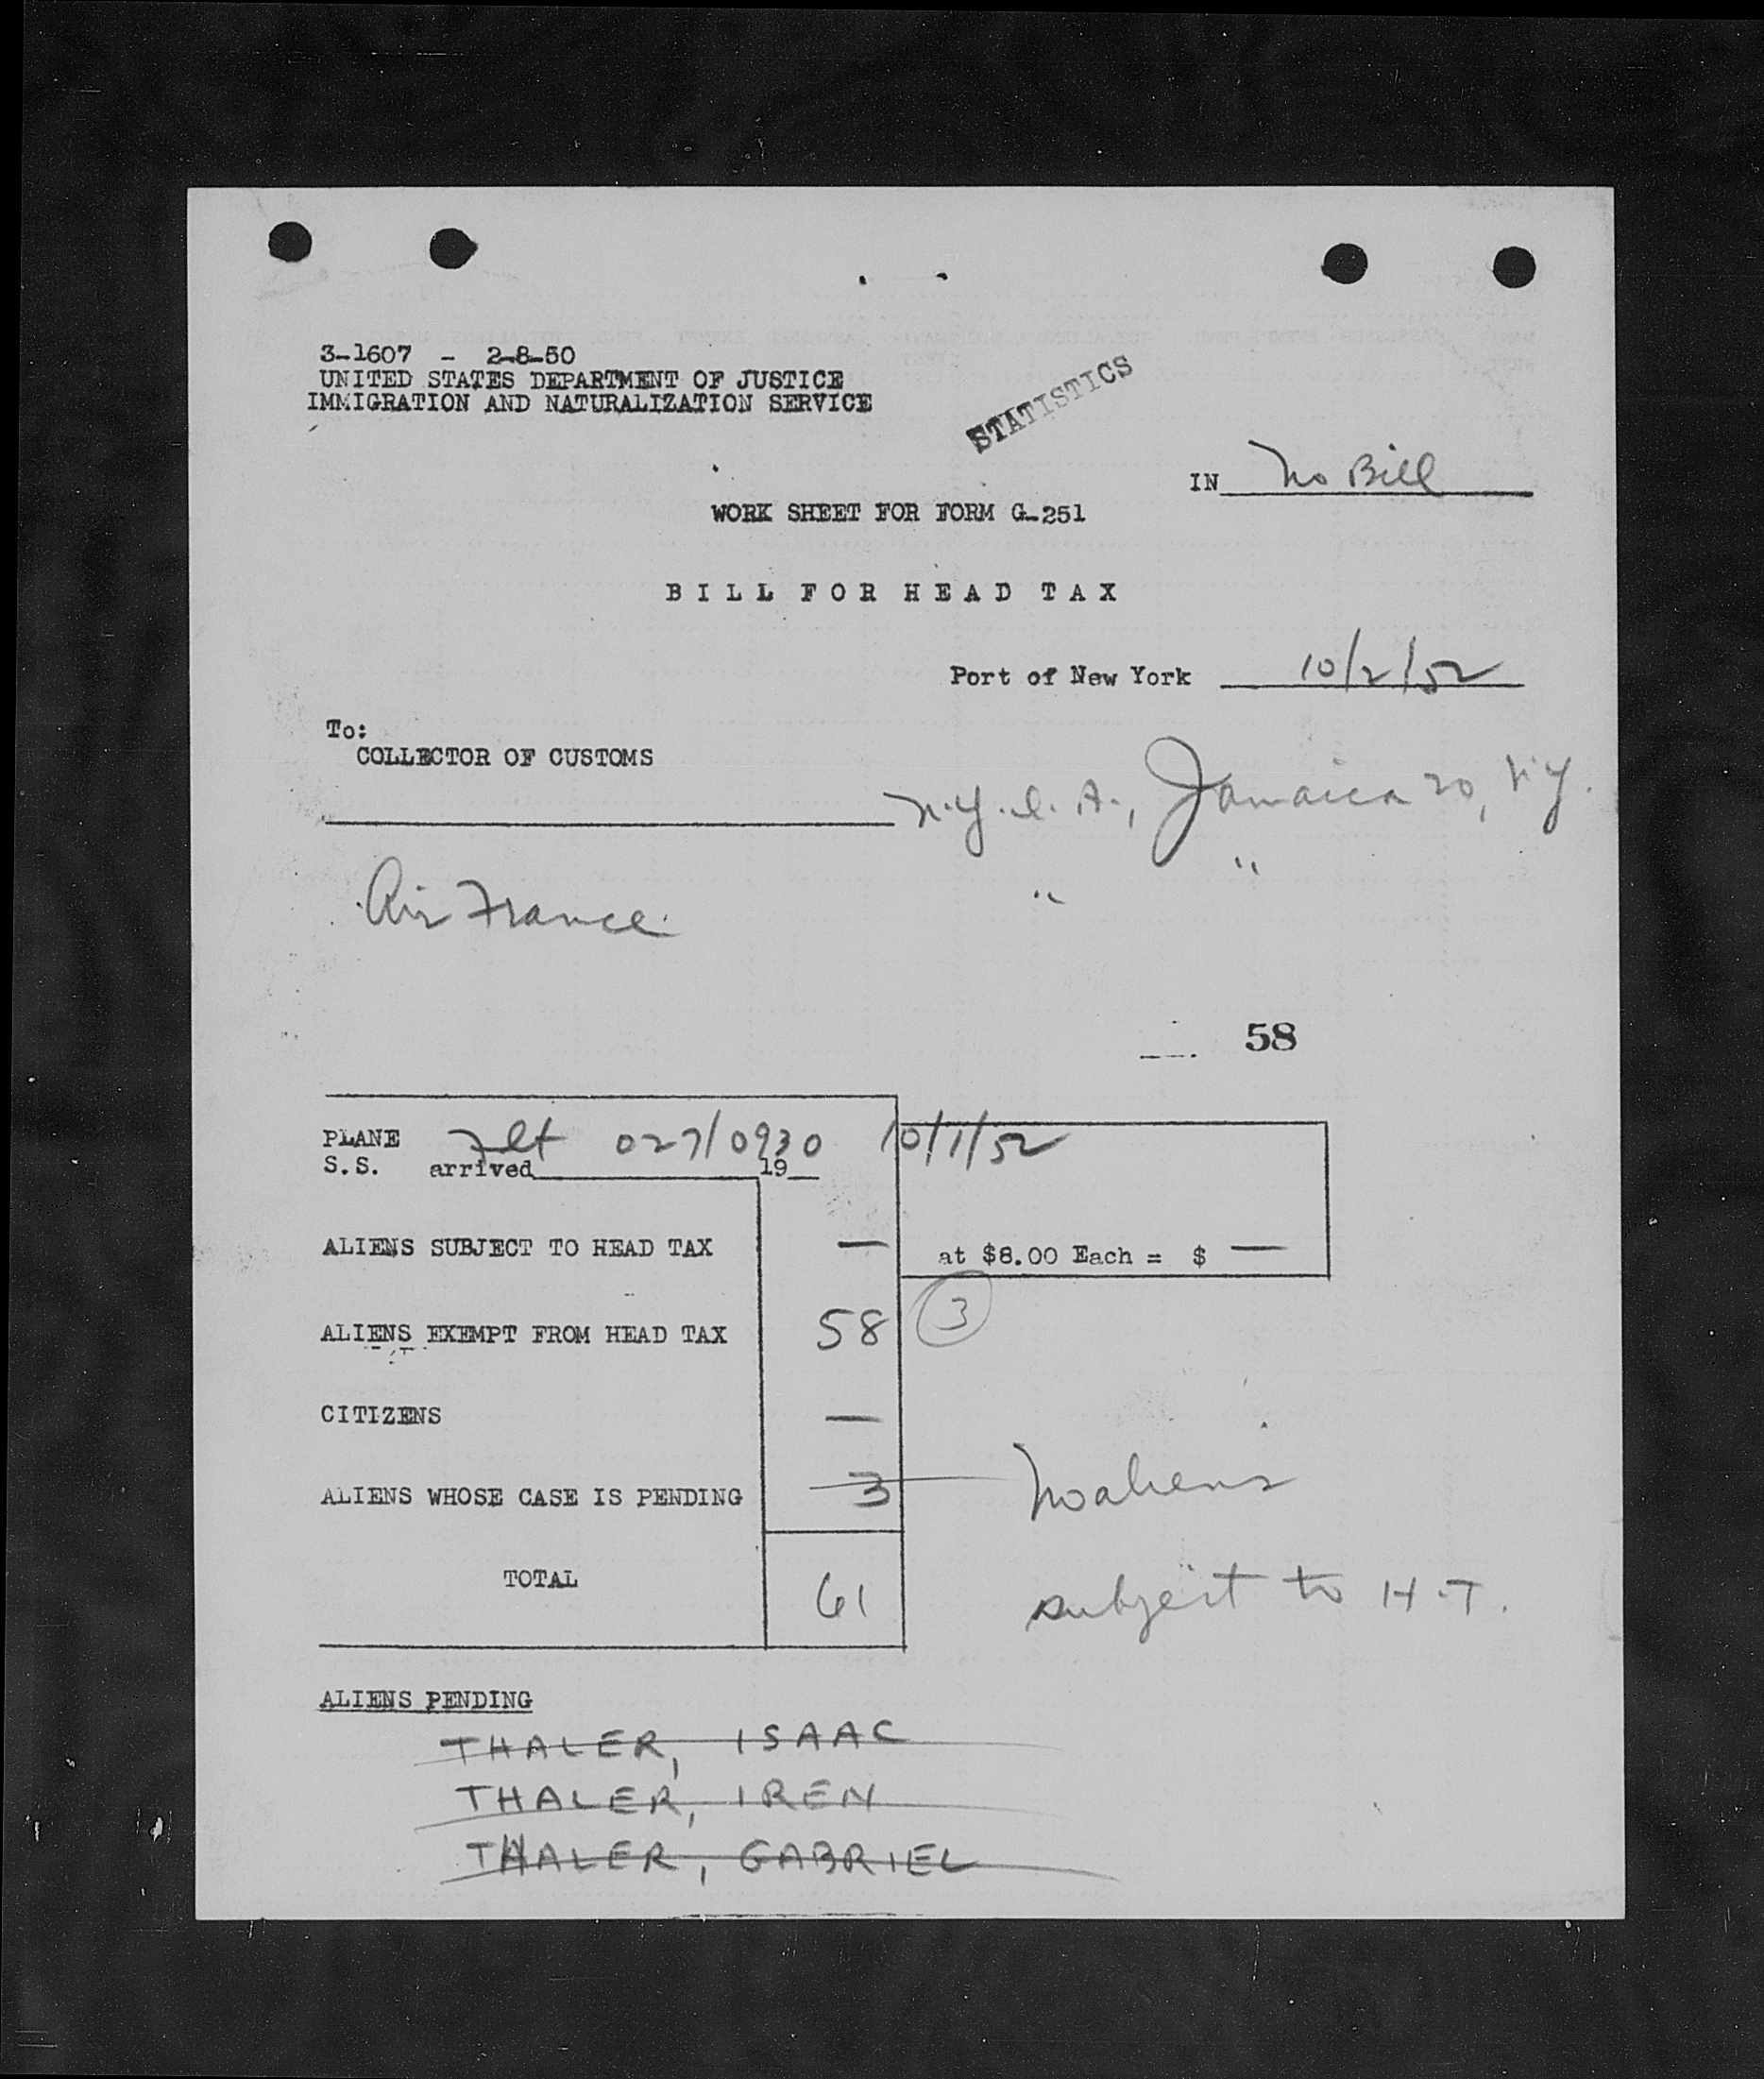 3-1607 - 2-8-50
UNITED STATES DEPARTMENT OF JUSTICE
IMMIGRATION AND NATURALIZATION SERVICE
STATISTICS
IN No Bill
WORK SHEET FOR FORM G-251
BILL FOR HEAD TAX
Port of New York 10/2/52
To:
COLLECTOR OF CUSTOMS
N.Y.I.A., Jamaica 20, N.Y.
Air France " "
58
PLANE Flt 027/0930 10/1/52
S.S. arrived 19
ALIENS SUBJECT TO HEAD TAX — at $8.00 Each = $ —
ALIENS EXEMPT FROM HEAD TAX 58 3
CITIZENS —
ALIENS WHOSE CASE IS PENDING 3 No aliens
TOTAL 61 subject to H.T.
ALIENS PENDING
THALER, ISAAC
THALER, IREN
THALER, GABRIEL